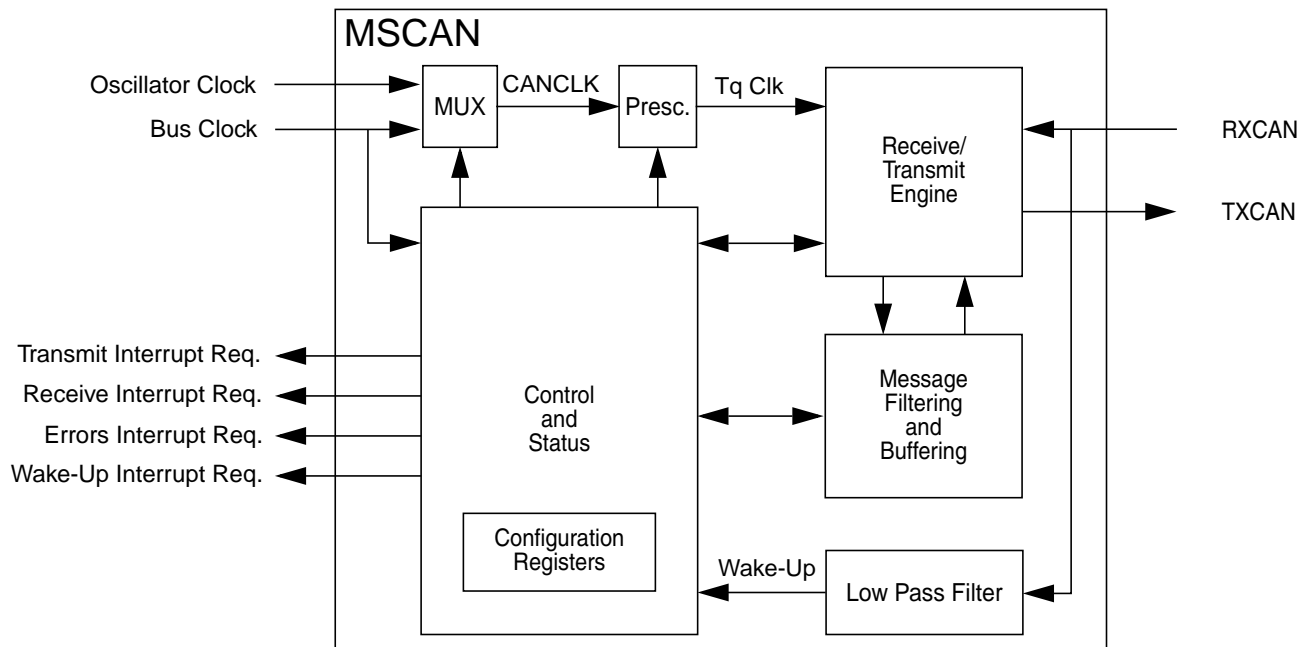 MSCAN
Oscillator Clock
Bus Clock
MUX
CANCLK
Presc.
Tq Clk
Receive/
Transmit
Engine
RXCAN
TXCAN
Transmit Interrupt Req.
Receive Interrupt Req.
Errors Interrupt Req.
Wake-Up Interrupt Req.
Control
and
Status
Message
Filtering
and
Buffering
Configuration
Registers
Wake-Up
Low Pass Filter